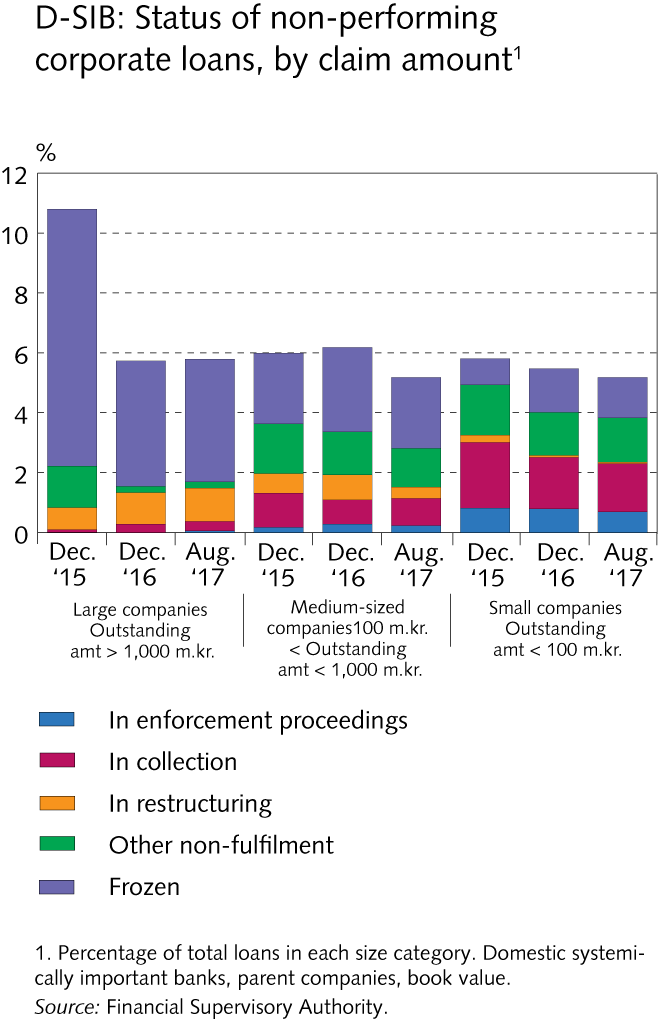 D-SIB: Status of non-performing
corporate loans, by claim amount1
%
12
10
8
6
4
2
0
Dec. Dec. Aug. Dec. Dec. Aug. Dec. Dec. Aug.
‘15 ‘16 ‘17 ‘15 ‘16 ‘17 ‘15 ‘16 ‘17
Large companies
Outstanding
amt > 1,000 m.kr.
Medium-sized
companies100 m.kr.
< Outstanding
amt < 1,000 m.kr.
Small companies
Outstanding
amt < 100 m.kr.
In enforcement proceedings
In collection
In restructuring
Other non-fulfilment
Frozen
1. Percentage of total loans in each size category. Domestic systemi-
cally important banks, parent companies, book value.
Source: Financial Supervisory Authority.